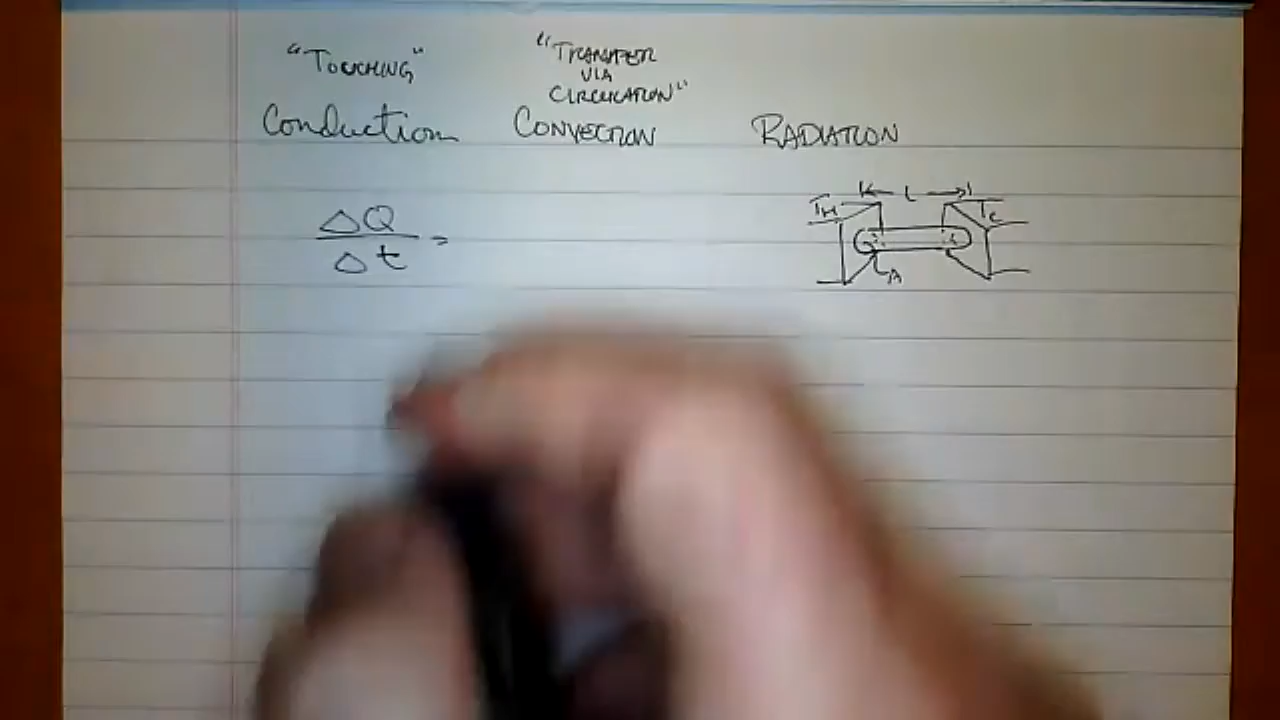 "TOUCHING"
"TRANSFER
VIA
CIRCULATION"
Conduction
CONVECTION
RADIATION
L
TH
TC
ΔQ
Δt
=
A